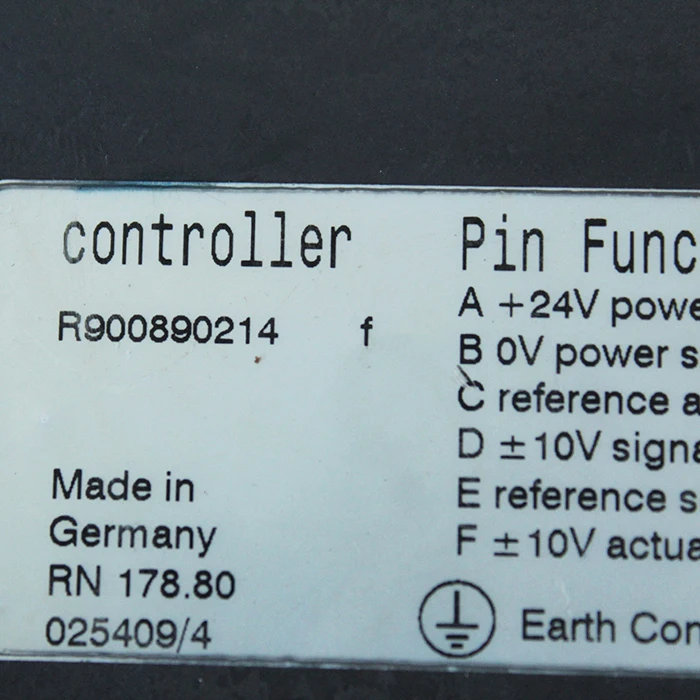 controller
R900890214 f
Made in
Germany
RN 178.80
025409/4
Pin Func
A +24V powe
B 0V power s
C reference a
D ±10V signa
E reference s
F ±10V actua
Earth Con